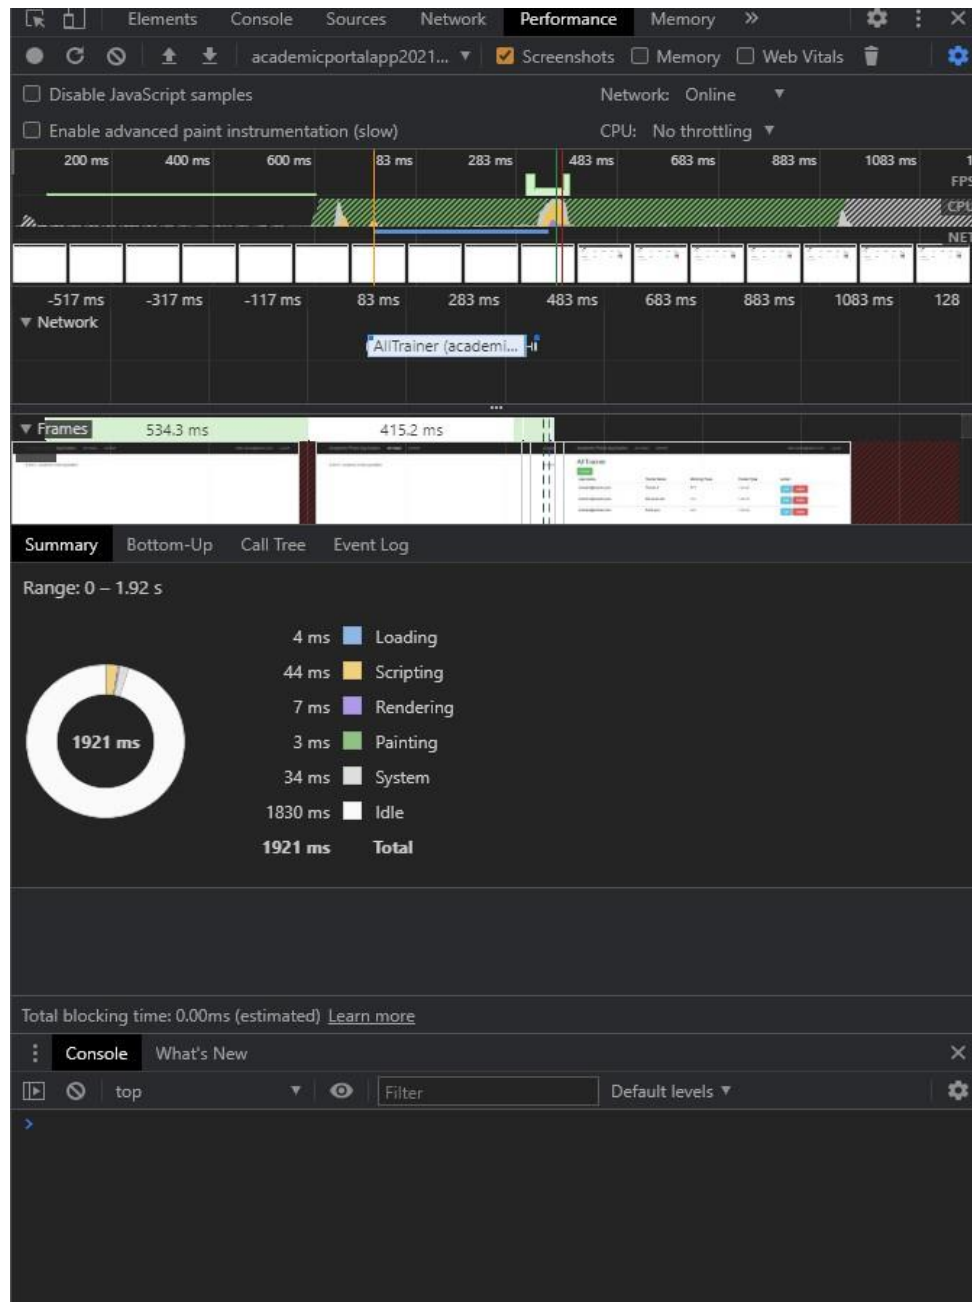 Elements Console Sources Network Performance Memory »
academicportalapp2021... ▼ Screenshots Memory Web Vitals
Disable JavaScript samples Network: Online ▼
Enable advanced paint instrumentation (slow) CPU: No throttling ▼
200 ms 400 ms 600 ms 83 ms 283 ms 483 ms 683 ms 883 ms 1083 ms 1
FPS
CPU
NET
-517 ms -317 ms -117 ms 83 ms 283 ms 483 ms 683 ms 883 ms 1083 ms 128
▼ Network
AllTrainer (academi...
▼ Frames 534.3 ms 415.2 ms
All Trainer
Summary Bottom-Up Call Tree Event Log
Range: 0 – 1.92 s
4 ms Loading
44 ms Scripting
7 ms Rendering
1921 ms 3 ms Painting
34 ms System
1830 ms Idle
1921 ms Total
Total blocking time: 0.00ms (estimated) Learn more
Console What's New
top ▼ Filter Default levels ▼